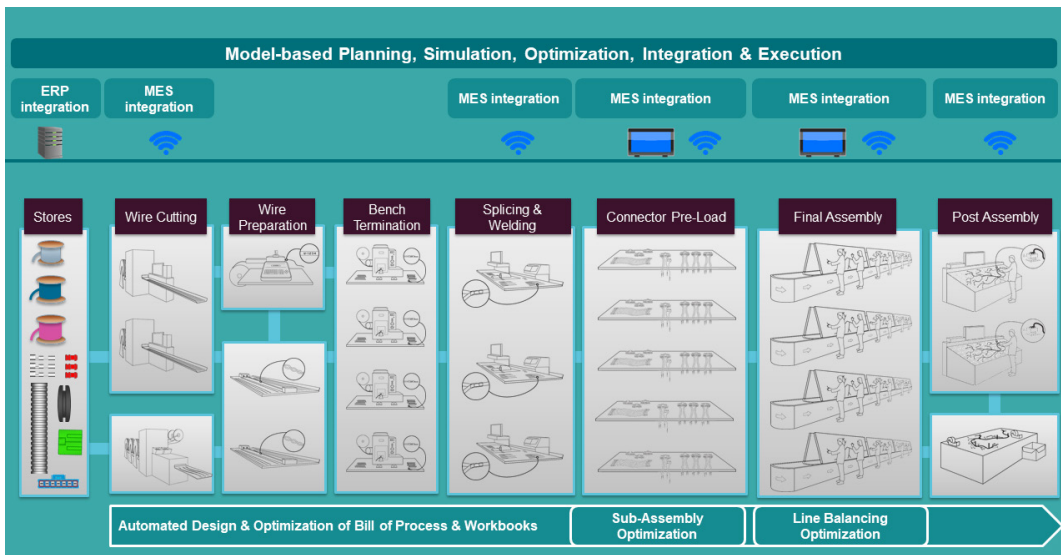 Model-based Planning, Simulation, Optimization, Integration & Execution
ERP
integration
MES
integration
MES integration
MES integration
MES integration
MES integration
Stores
Wire Cutting
Wire
Preparation
Bench
Termination
Splicing &
Welding
Connector Pre-Load
Final Assembly
Post Assembly
Automated Design & Optimization of Bill of Process & Workbooks
Sub-Assembly
Optimization
Line Balancing
Optimization